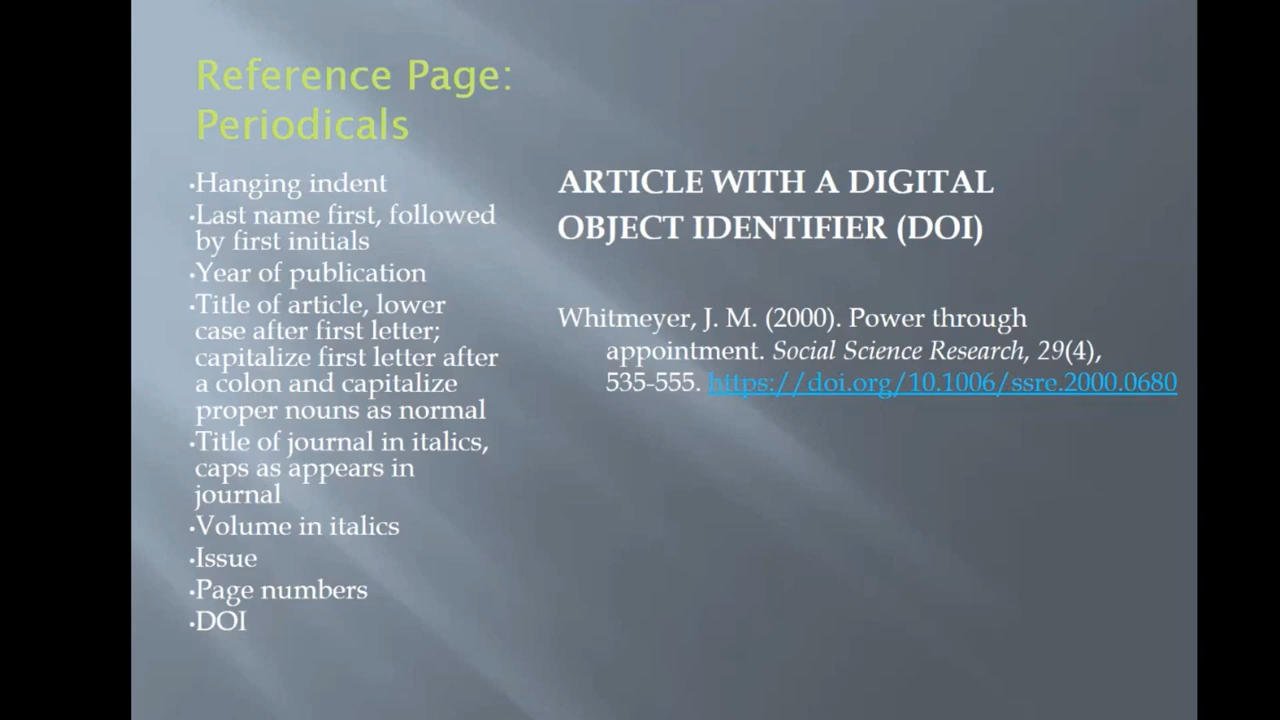 Reference Page:
Periodicals
•Hanging indent
•Last name first, followed
by first initials
•Year of publication
•Title of article, lower
case after first letter;
capitalize first letter after
a colon and capitalize
proper nouns as normal
•Title of journal in italics,
caps as appears in
journal
•Volume in italics
•Issue
•Page numbers
•DOI
ARTICLE WITH A DIGITAL
OBJECT IDENTIFIER (DOI)
Whitmeyer, J. M. (2000). Power through
appointment. Social Science Research, 29(4),
535-555. https://doi.org/10.1006/ssre.2000.0680